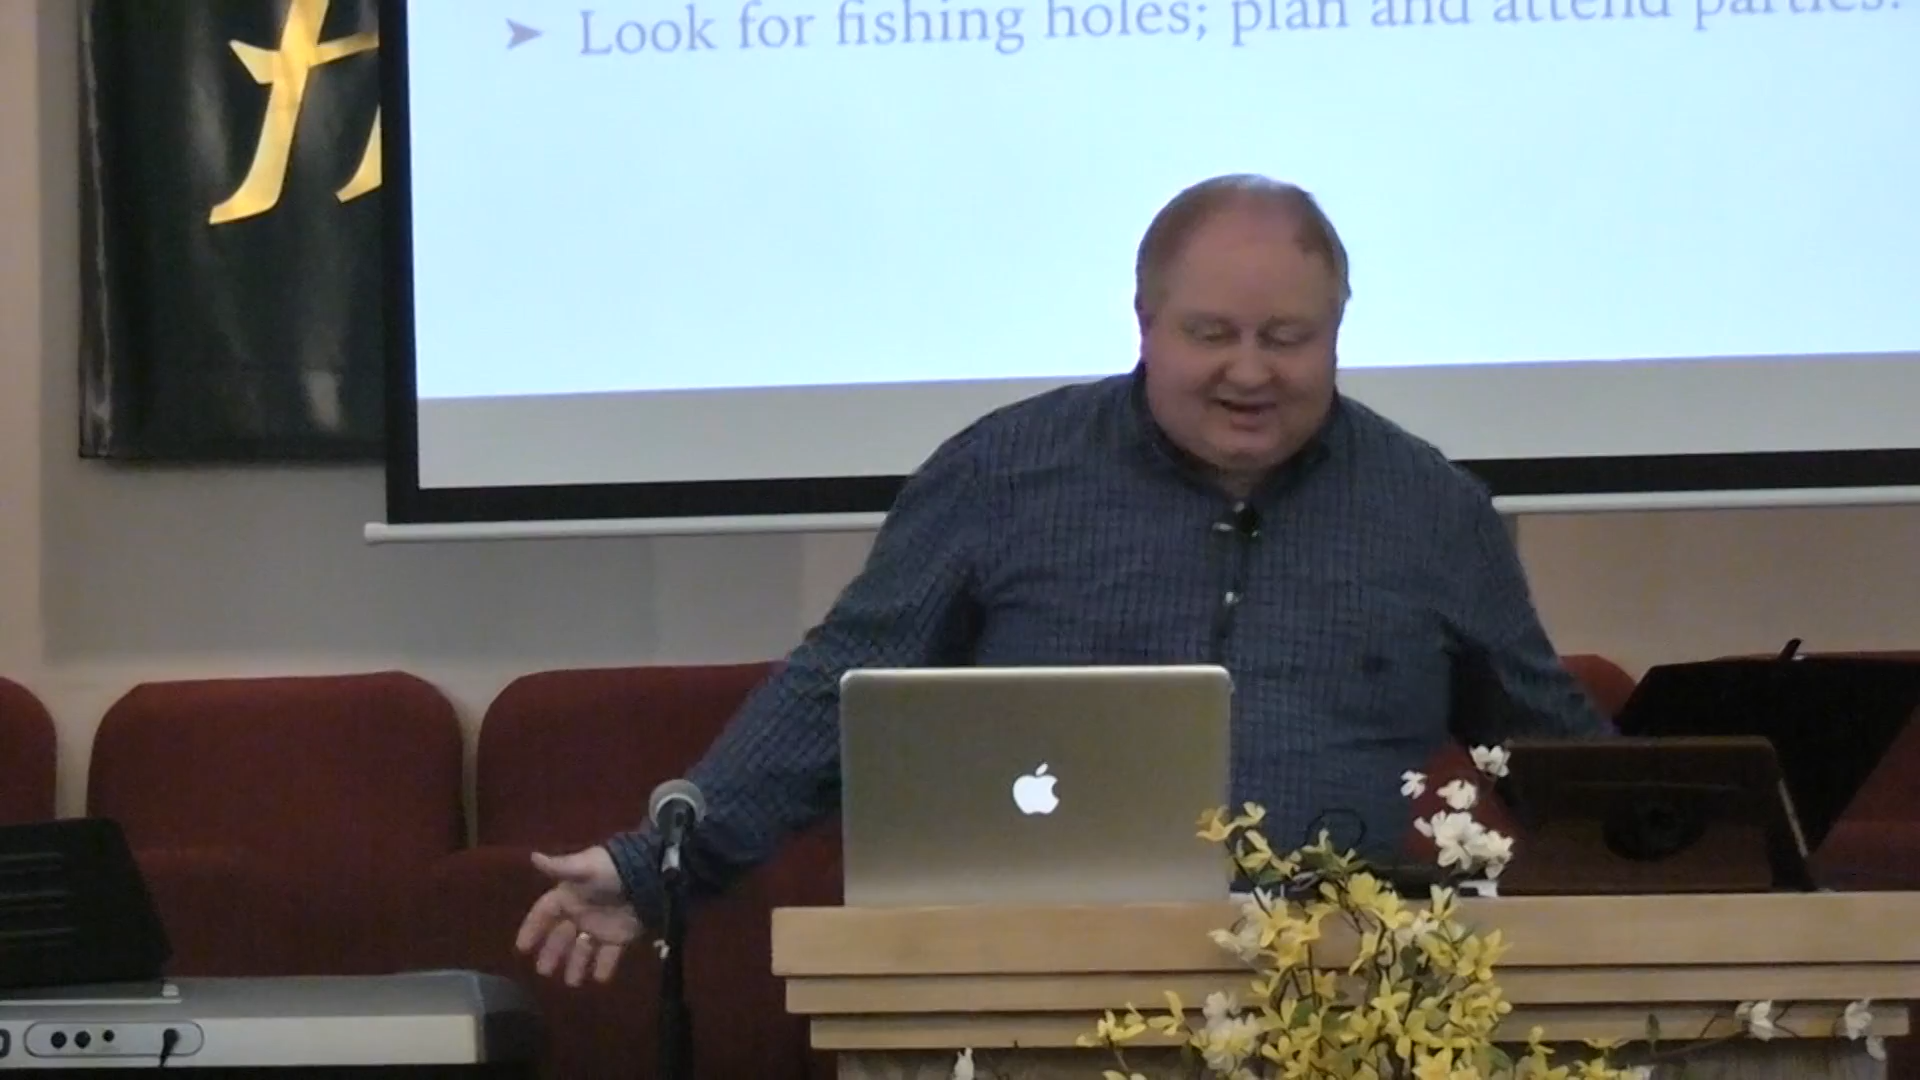 ➤ Look for fishing holes; plan and attend parties.